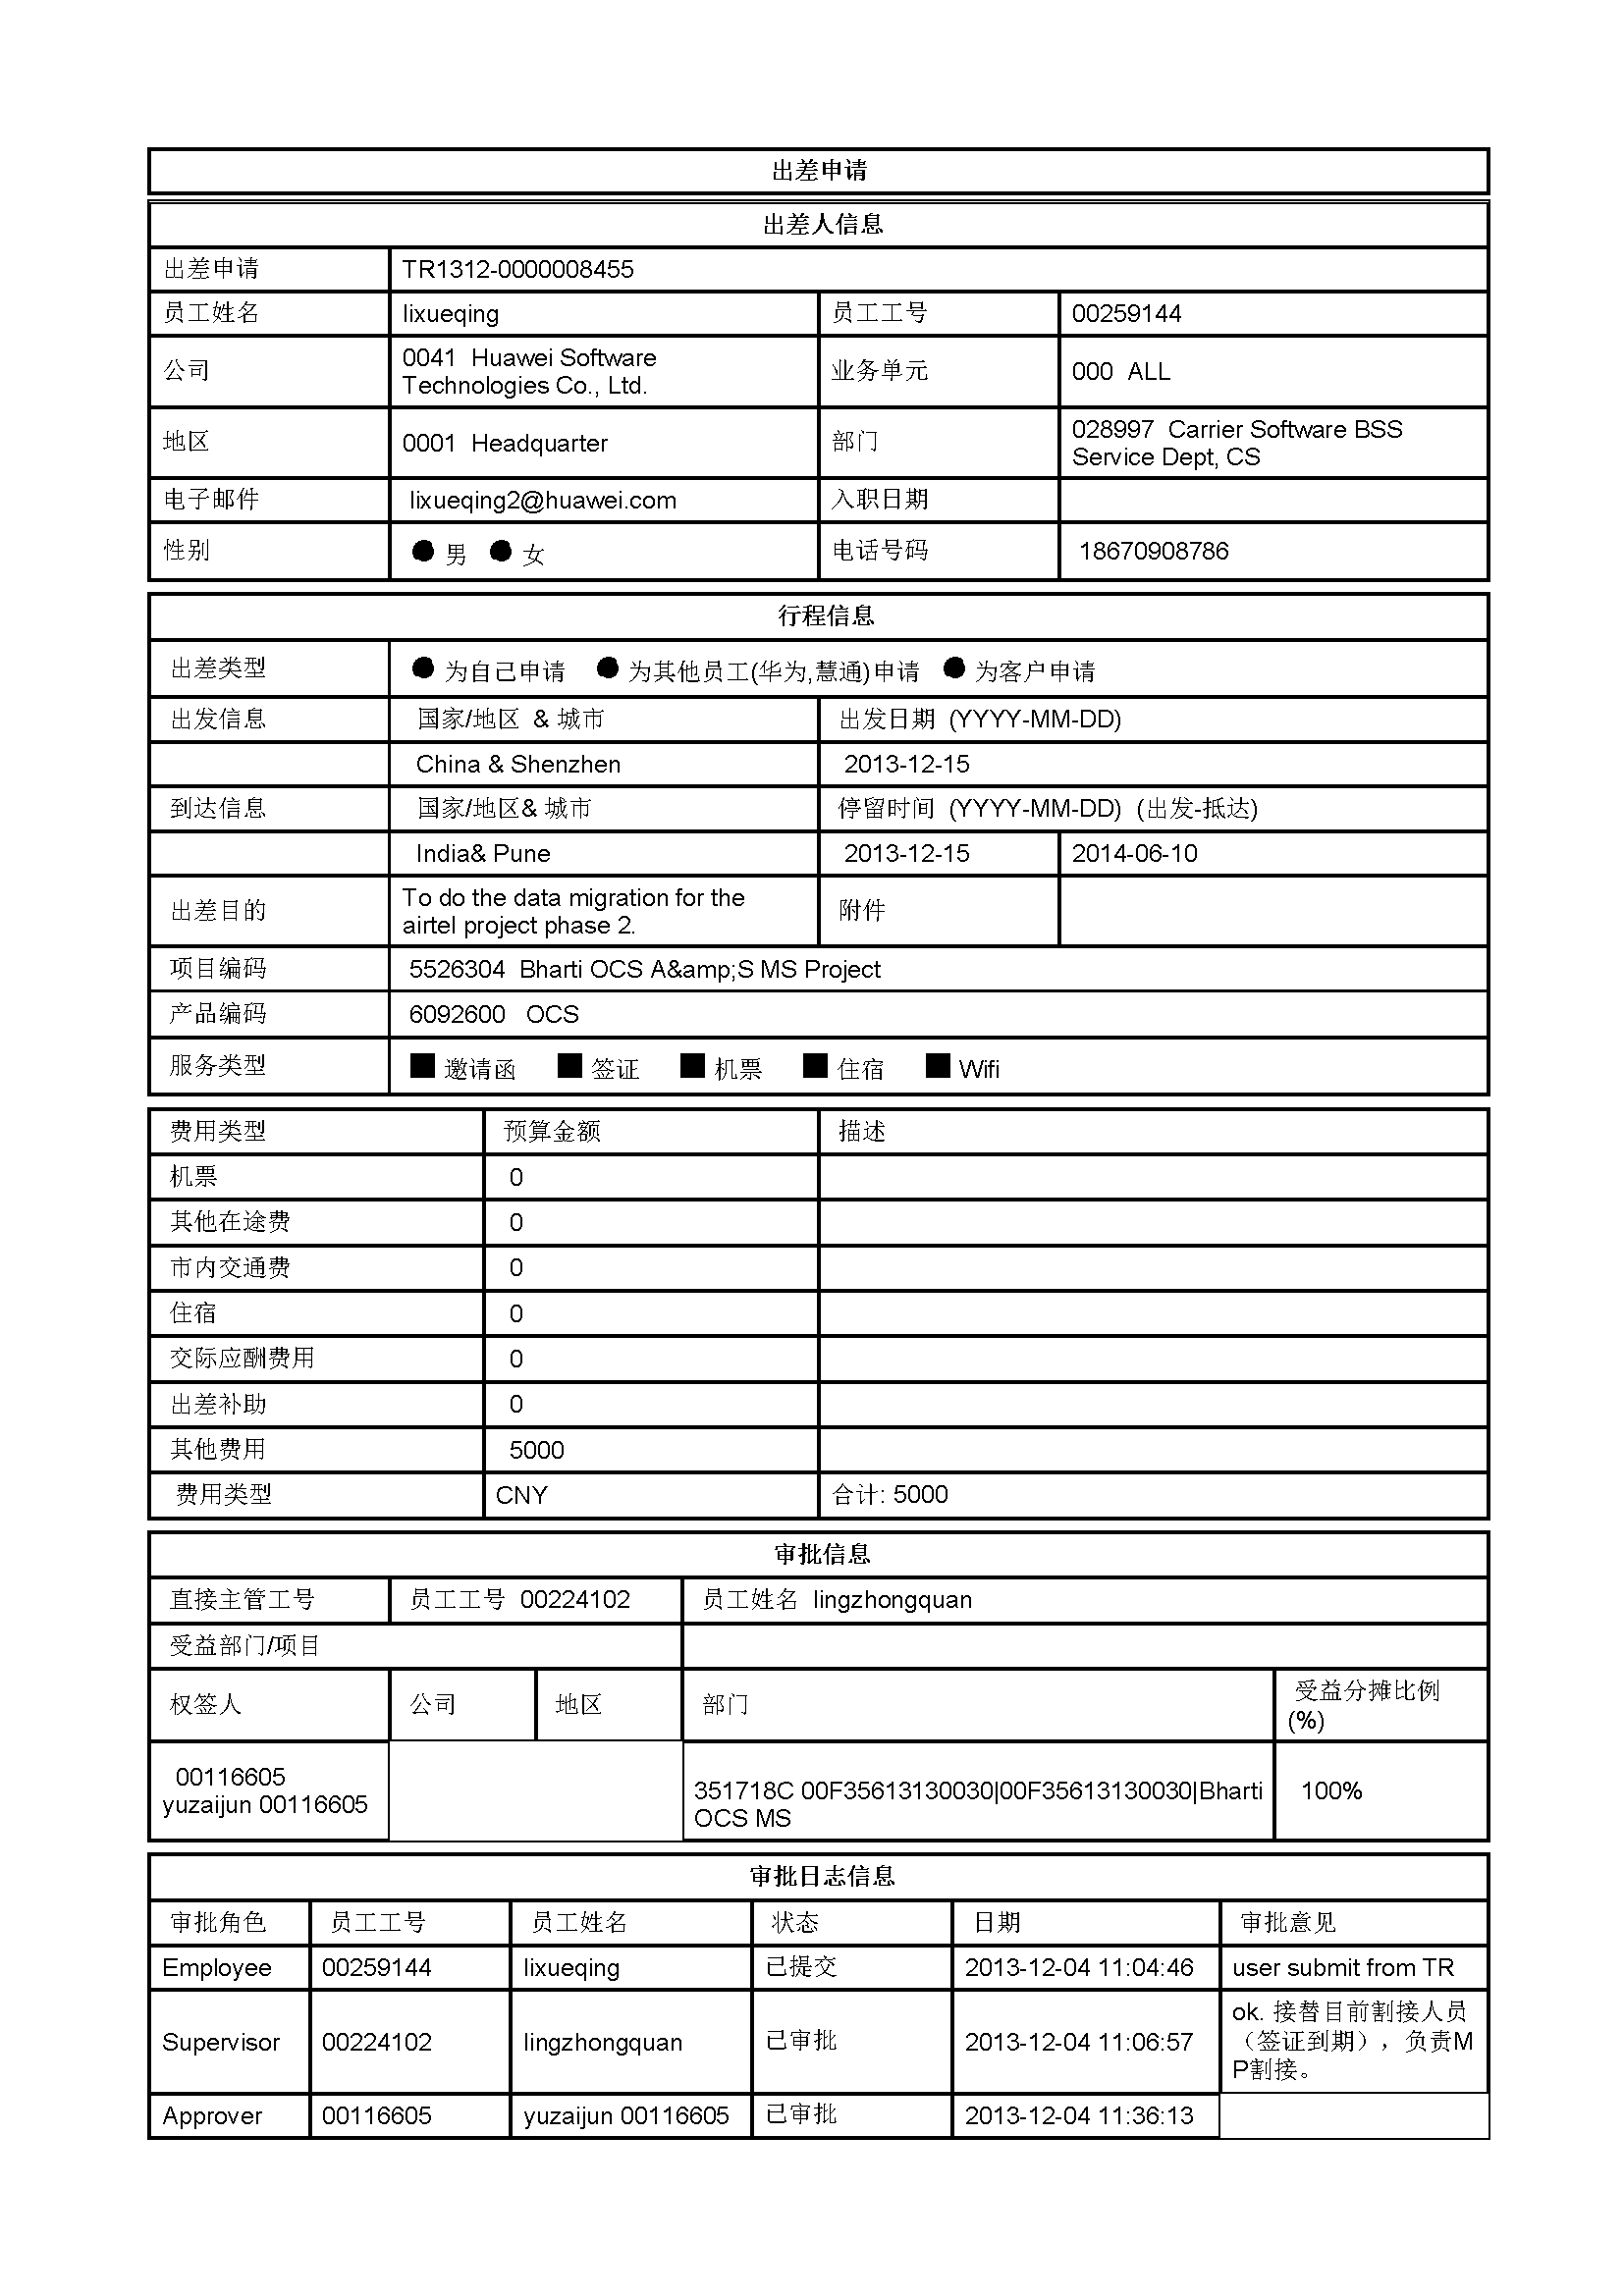 出差申请
出差人信息
出差申请 TR1312-0000008455
员工姓名 lixueqing 员工工号 00259144
公司 0041 Huawei Software Technologies Co., Ltd. 业务单元 000 ALL
地区 0001 Headquarter 部门 028997 Carrier Software BSS Service Dept, CS
电子邮件 lixueqing2@huawei.com 入职日期
性别 ● 男 ● 女 电话号码 18670908786
行程信息
出差类型 ● 为自己申请 ● 为其他员工(华为,慧通)申请 ● 为客户申请
出发信息 国家/地区 & 城市 出发日期 (YYYY-MM-DD)
China & Shenzhen 2013-12-15
到达信息 国家/地区& 城市 停留时间 (YYYY-MM-DD) (出发-抵达)
India& Pune 2013-12-15 2014-06-10
出差目的 To do the data migration for the airtel project phase 2. 附件
项目编码 5526304 Bharti OCS A&amp;S MS Project
产品编码 6092600 OCS
服务类型 ■ 邀请函 ■ 签证 ■ 机票 ■ 住宿 ■ Wifi
费用类型 预算金额 描述
机票 0
其他在途费 0
市内交通费 0
住宿 0
交际应酬费用 0
出差补助 0
其他费用 5000
费用类型 CNY 合计: 5000
审批信息
直接主管工号 员工工号 00224102 员工姓名 lingzhongquan
受益部门/项目
权签人 公司 地区 部门 受益分摊比例(%)
00116605
yuzaijun 00116605 351718C 00F35613130030|00F35613130030|Bharti OCS MS 100%
审批日志信息
审批角色 员工工号 员工姓名 状态 日期 审批意见
Employee 00259144 lixueqing 已提交 2013-12-04 11:04:46 user submit from TR
Supervisor 00224102 lingzhongquan 已审批 2013-12-04 11:06:57 ok. 接替目前割接人员（签证到期），负责MP割接。
Approver 00116605 yuzaijun 00116605 已审批 2013-12-04 11:36:13